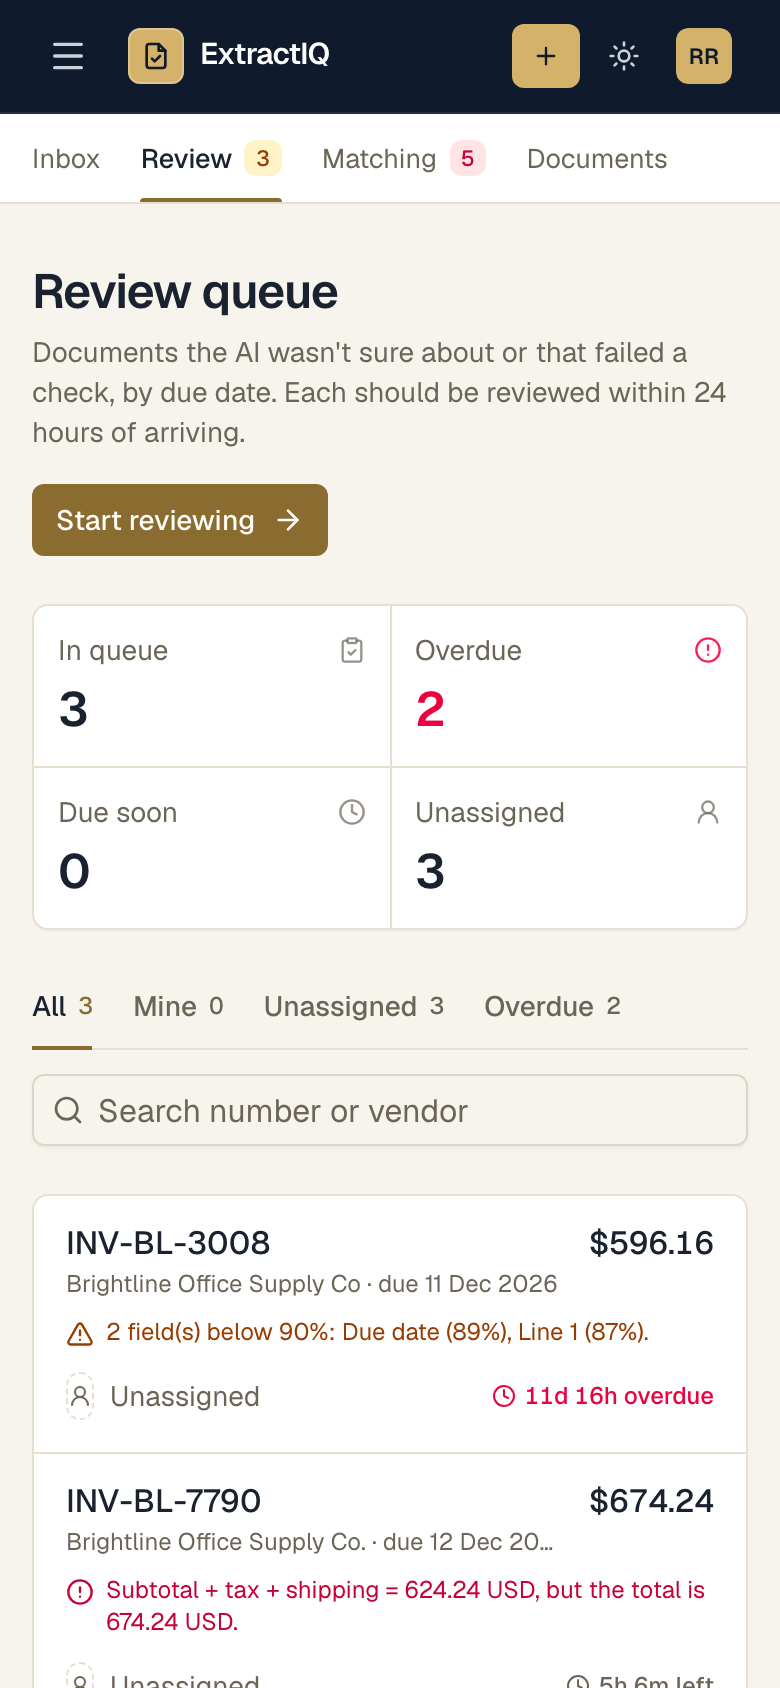 ExtractIQ
RR
Inbox
Review 3
Matching 5
Documents
Review queue
Documents the AI wasn't sure about or that failed a
check, by due date. Each should be reviewed within 24
hours of arriving.
Start reviewing
In queue
3
Overdue
2
Due soon
0
Unassigned
3
All 3
Mine 0
Unassigned 3
Overdue 2
Search number or vendor
INV-BL-3008
$596.16
Brightline Office Supply Co · due 11 Dec 2026
2 field(s) below 90%: Due date (89%), Line 1 (87%).
Unassigned
11d 16h overdue
INV-BL-7790
$674.24
Brightline Office Supply Co. · due 12 Dec 20...
Subtotal + tax + shipping = 624.24 USD, but the total is
674.24 USD.
Unassigned
5h 6m left